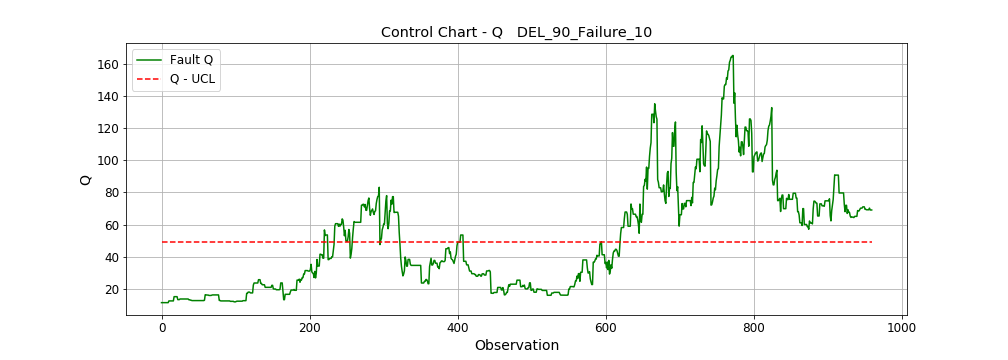 Control Chart - Q   DEL_90_Failure_10
Fault Q
Q - UCL
160
140
120
100
80
60
40
20
Q
0 200 400 600 800 1000
Observation